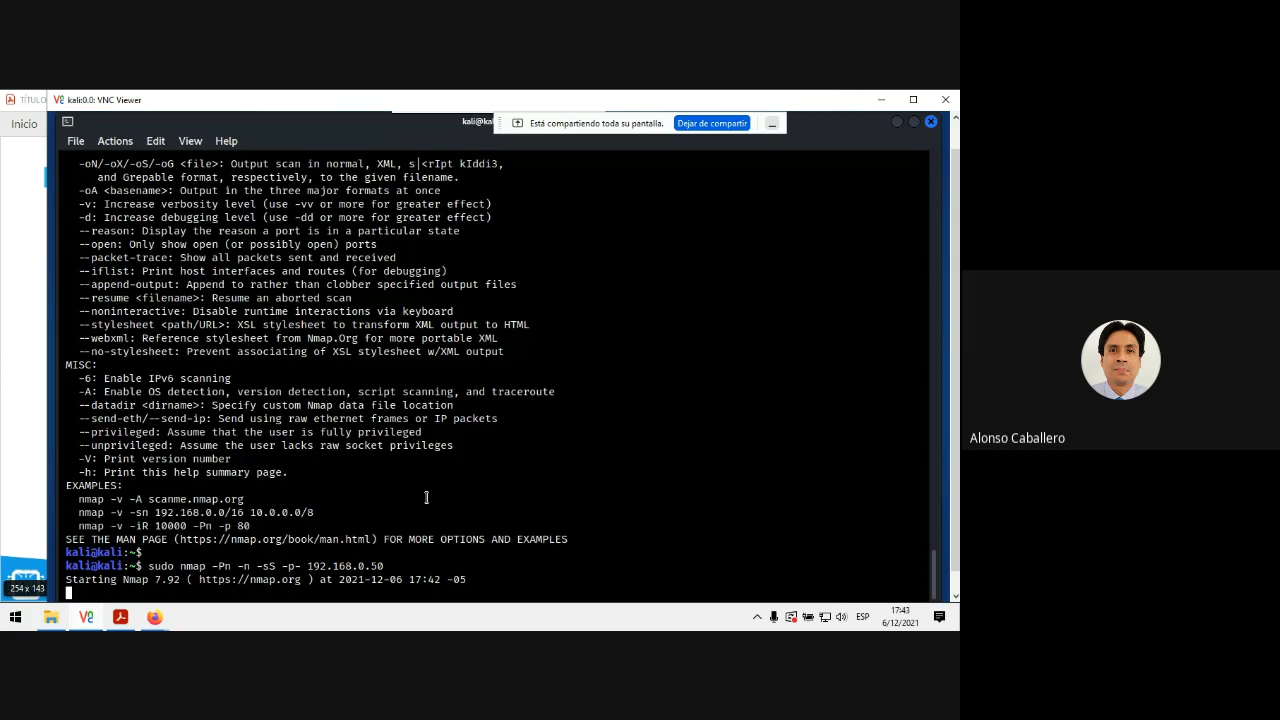 TÍTULO
kali:0.0: VNC Viewer
Inicio
kali@kal
Está compartiendo toda su pantalla.
Dejar de compartir
File Actions Edit View Help
-oN/-oX/-oS/-oG <file>: Output scan in normal, XML, s|<rIpt kIddi3,
and Grepable format, respectively, to the given filename.
-oA <basename>: Output in the three major formats at once
-v: Increase verbosity level (use -vv or more for greater effect)
-d: Increase debugging level (use -dd or more for greater effect)
--reason: Display the reason a port is in a particular state
--open: Only show open (or possibly open) ports
--packet-trace: Show all packets sent and received
--iflist: Print host interfaces and routes (for debugging)
--append-output: Append to rather than clobber specified output files
--resume <filename>: Resume an aborted scan
--noninteractive: Disable runtime interactions via keyboard
--stylesheet <path/URL>: XSL stylesheet to transform XML output to HTML
--webxml: Reference stylesheet from Nmap.Org for more portable XML
--no-stylesheet: Prevent associating of XSL stylesheet w/XML output
MISC:
-6: Enable IPv6 scanning
-A: Enable OS detection, version detection, script scanning, and traceroute
--datadir <dirname>: Specify custom Nmap data file location
--send-eth/--send-ip: Send using raw ethernet frames or IP packets
--privileged: Assume that the user is fully privileged
--unprivileged: Assume the user lacks raw socket privileges
-V: Print version number
-h: Print this help summary page.
EXAMPLES:
nmap -v -A scanme.nmap.org
nmap -v -sn 192.168.0.0/16 10.0.0.0/8
nmap -v -iR 10000 -Pn -p 80
SEE THE MAN PAGE (https://nmap.org/book/man.html) FOR MORE OPTIONS AND EXAMPLES
kali@kali:~$
kali@kali:~$ sudo nmap -Pn -n -sS -p- 192.168.0.50
Starting Nmap 7.92 ( https://nmap.org ) at 2021-12-06 17:42 -05
254 x 143
ESP
17:43
6/12/2021
Alonso Caballero